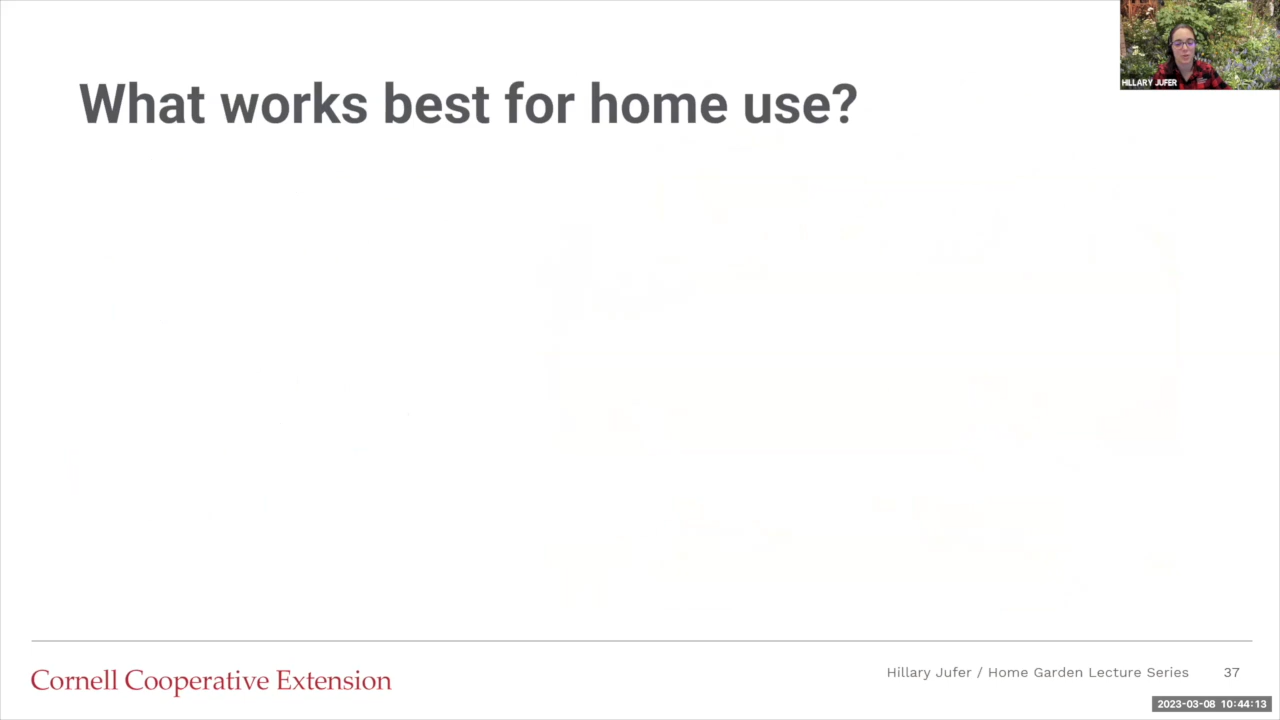 HILLARY JUFER
What works best for home use?
Cornell Cooperative Extension
Hillary Jufer / Home Garden Lecture Series 37
2023-03-08 10:44:13